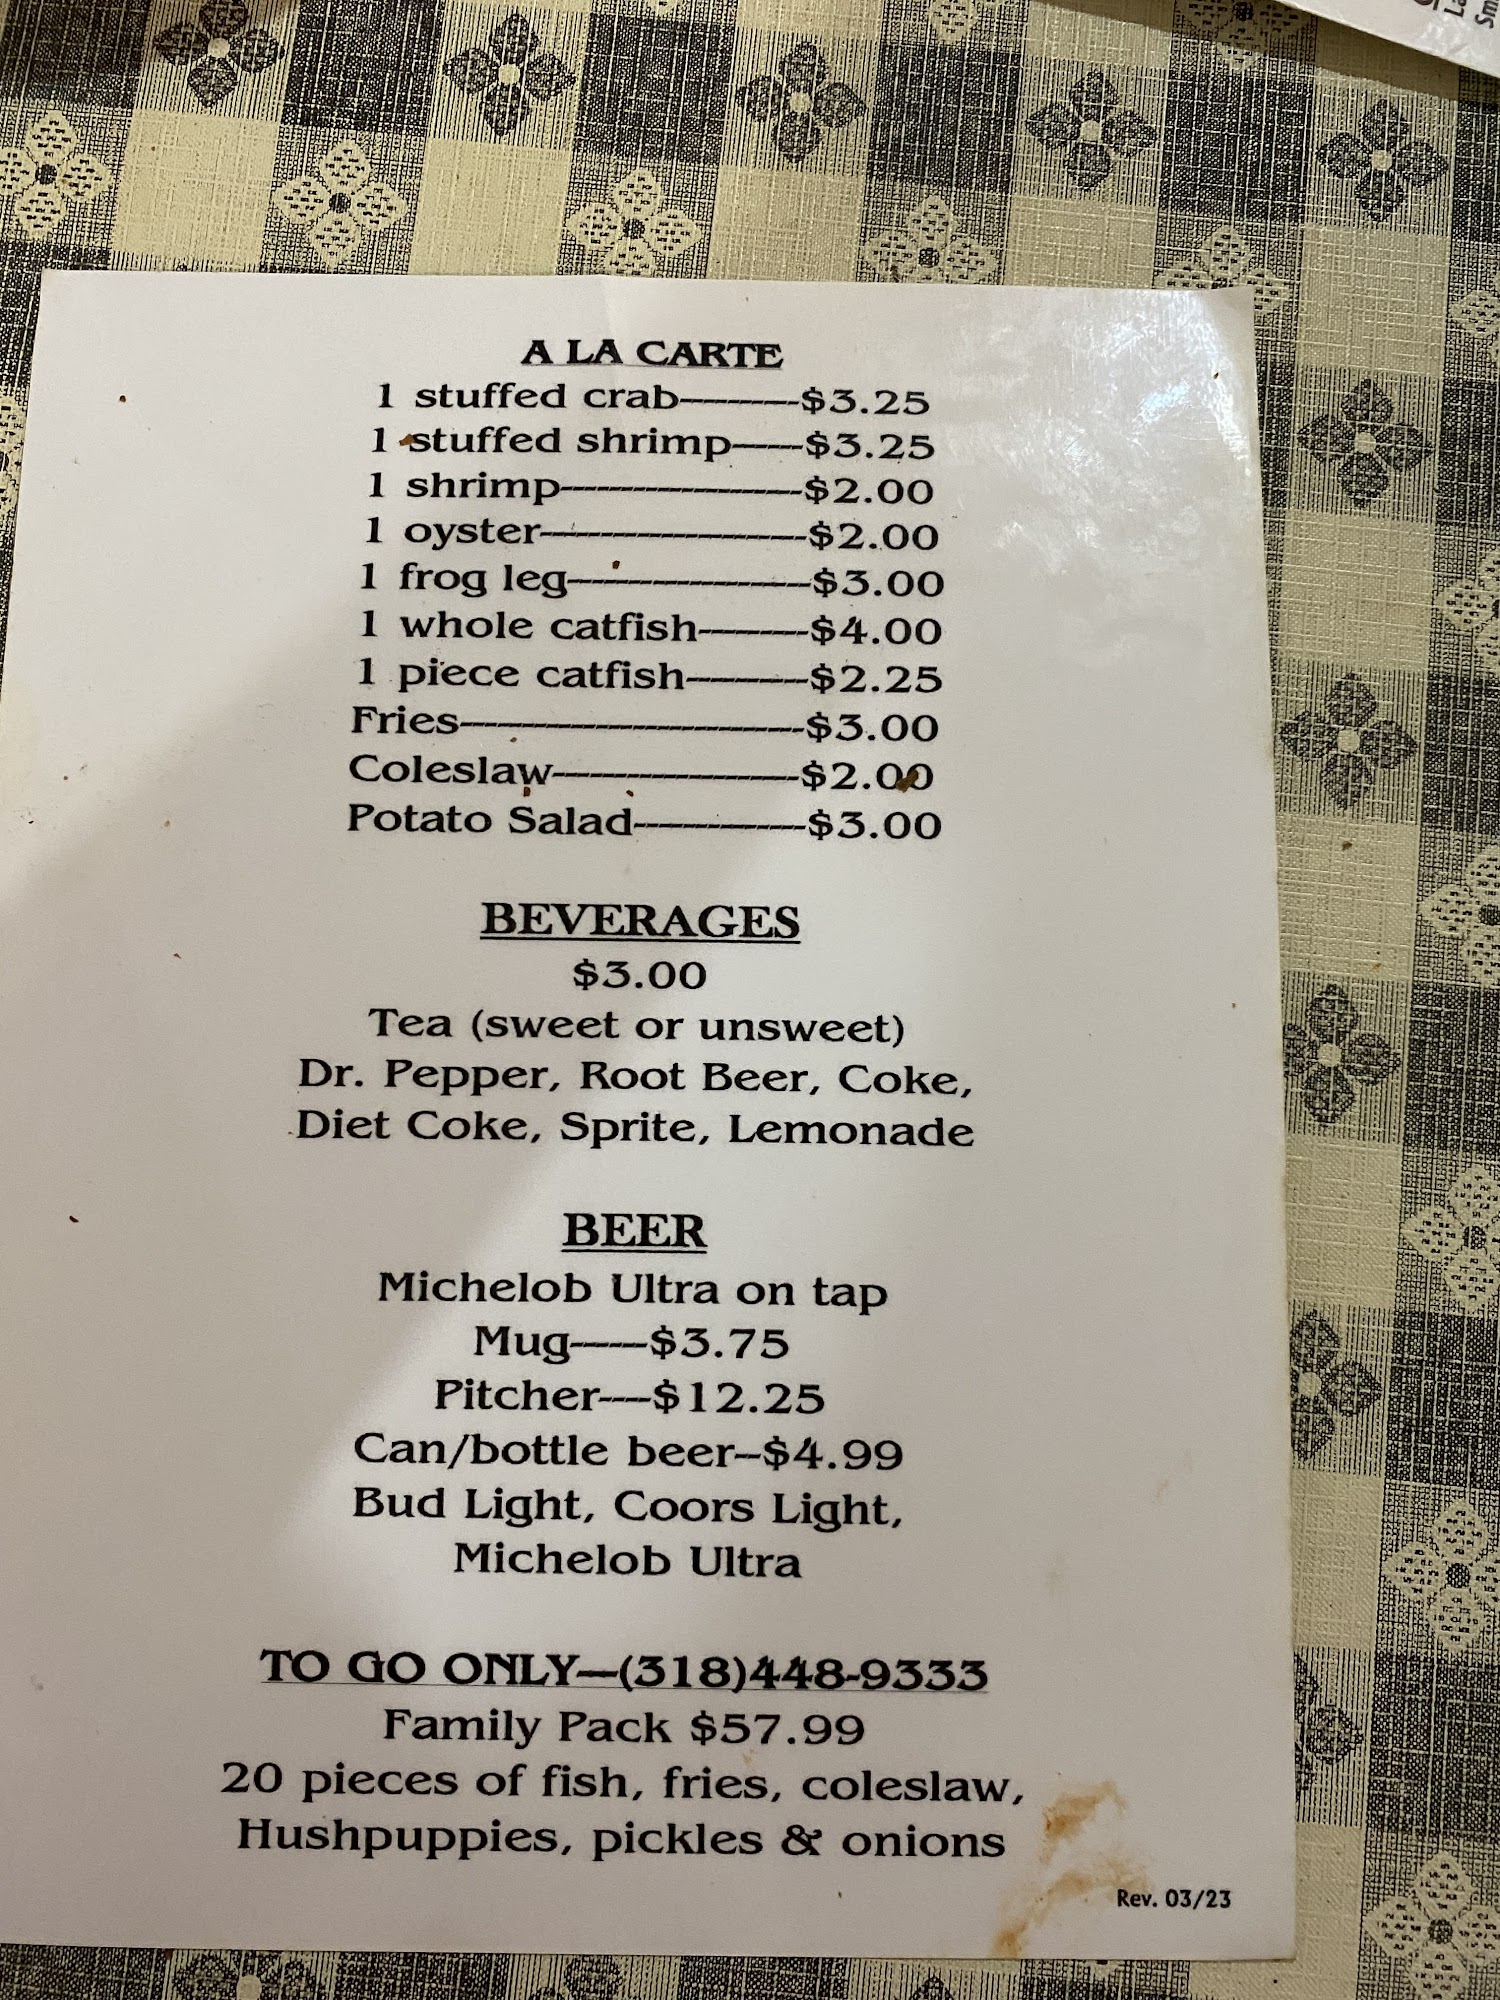 La
Sm
A LA CARTE
1 stuffed crab--------$3.25
1 stuffed shrimp-----$3.25
1 shrimp----------------$2.00
1 oyster------------------$2.00
1 frog leg----------------$3.00
1 whole catfish-------$4.00
1 piece catfish--------$2.25
Fries-----------------------$3.00
Coleslaw----------------$2.00
Potato Salad-----------$3.00
BEVERAGES
$3.00
Tea (sweet or unsweet)
Dr. Pepper, Root Beer, Coke,
Diet Coke, Sprite, Lemonade
BEER
Michelob Ultra on tap
Mug-----$3.75
Pitcher---$12.25
Can/bottle beer--$4.99
Bud Light, Coors Light,
Michelob Ultra
TO GO ONLY—(318)448-9333
Family Pack $57.99
20 pieces of fish, fries, coleslaw,
Hushpuppies, pickles & onions
Rev. 03/23